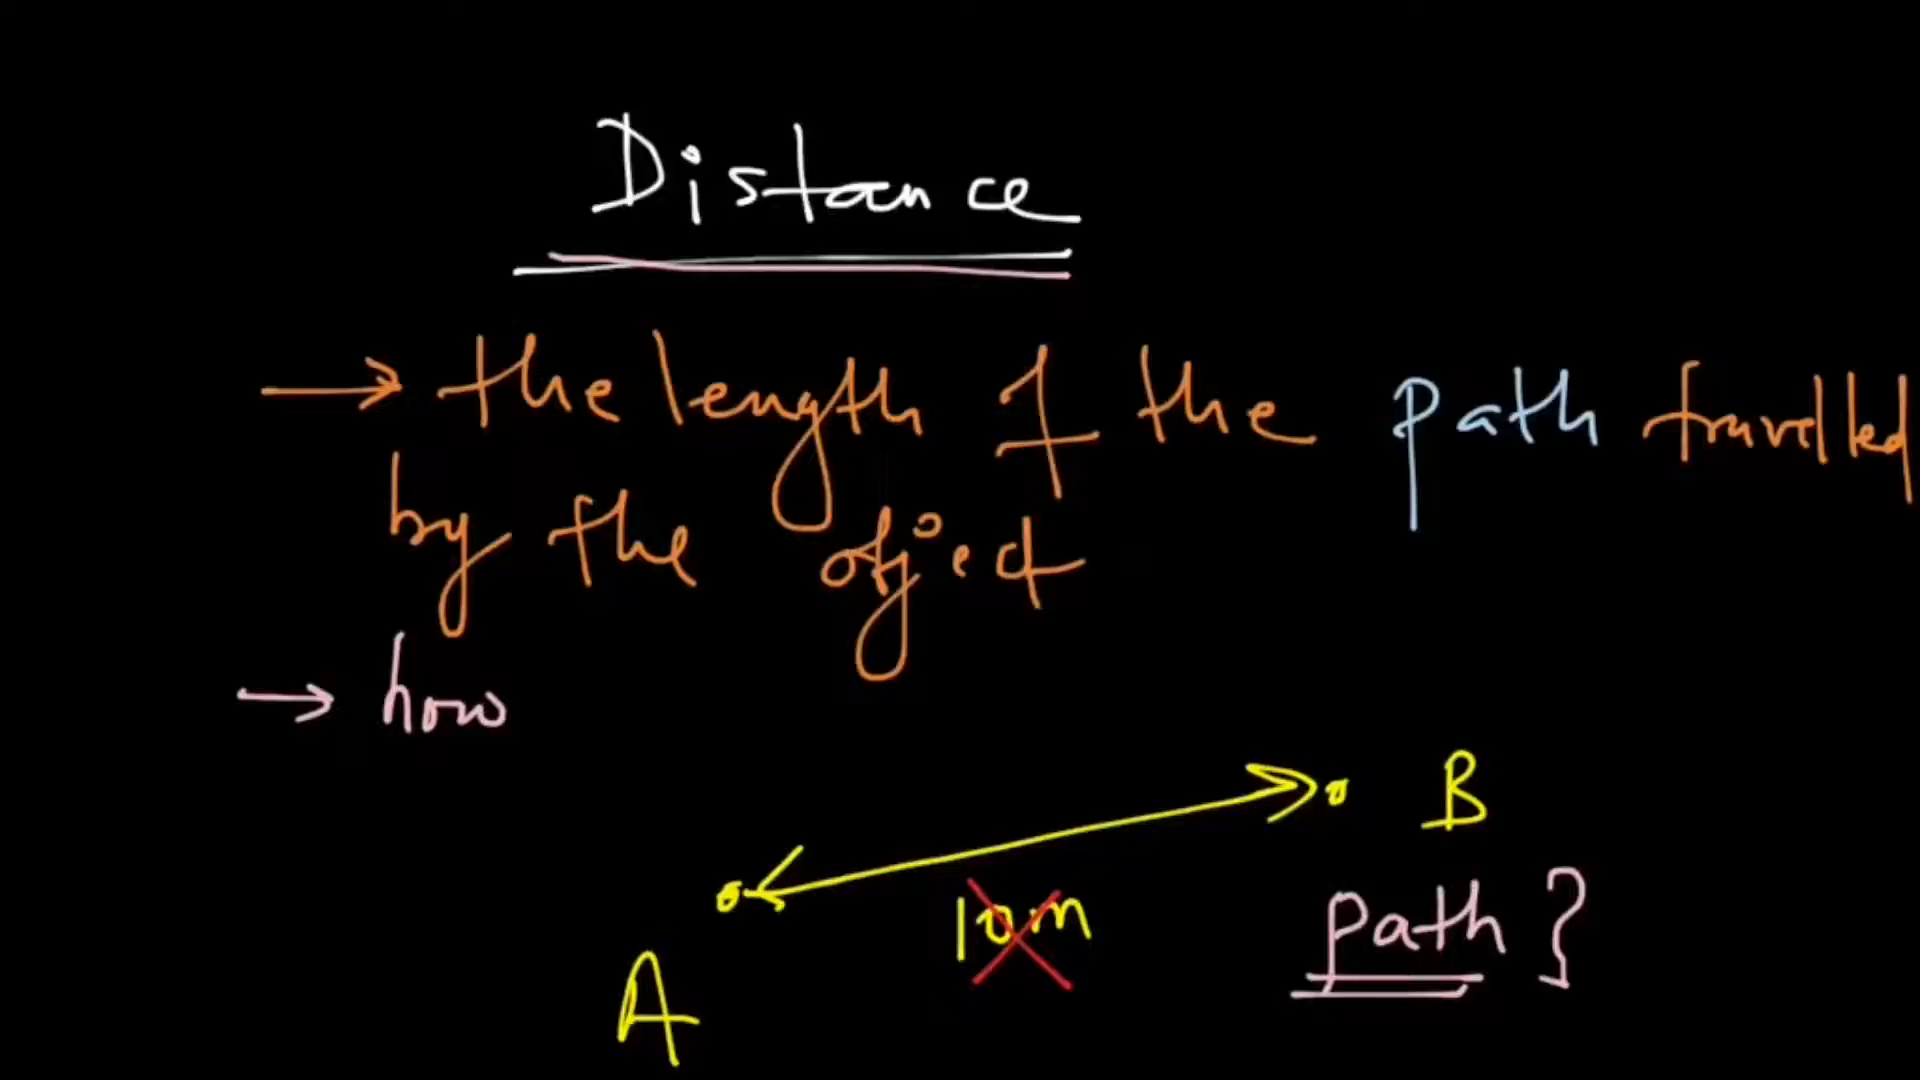 Distance
→ the length of the path travelled
by the object
→ how
B
10m
path }
A